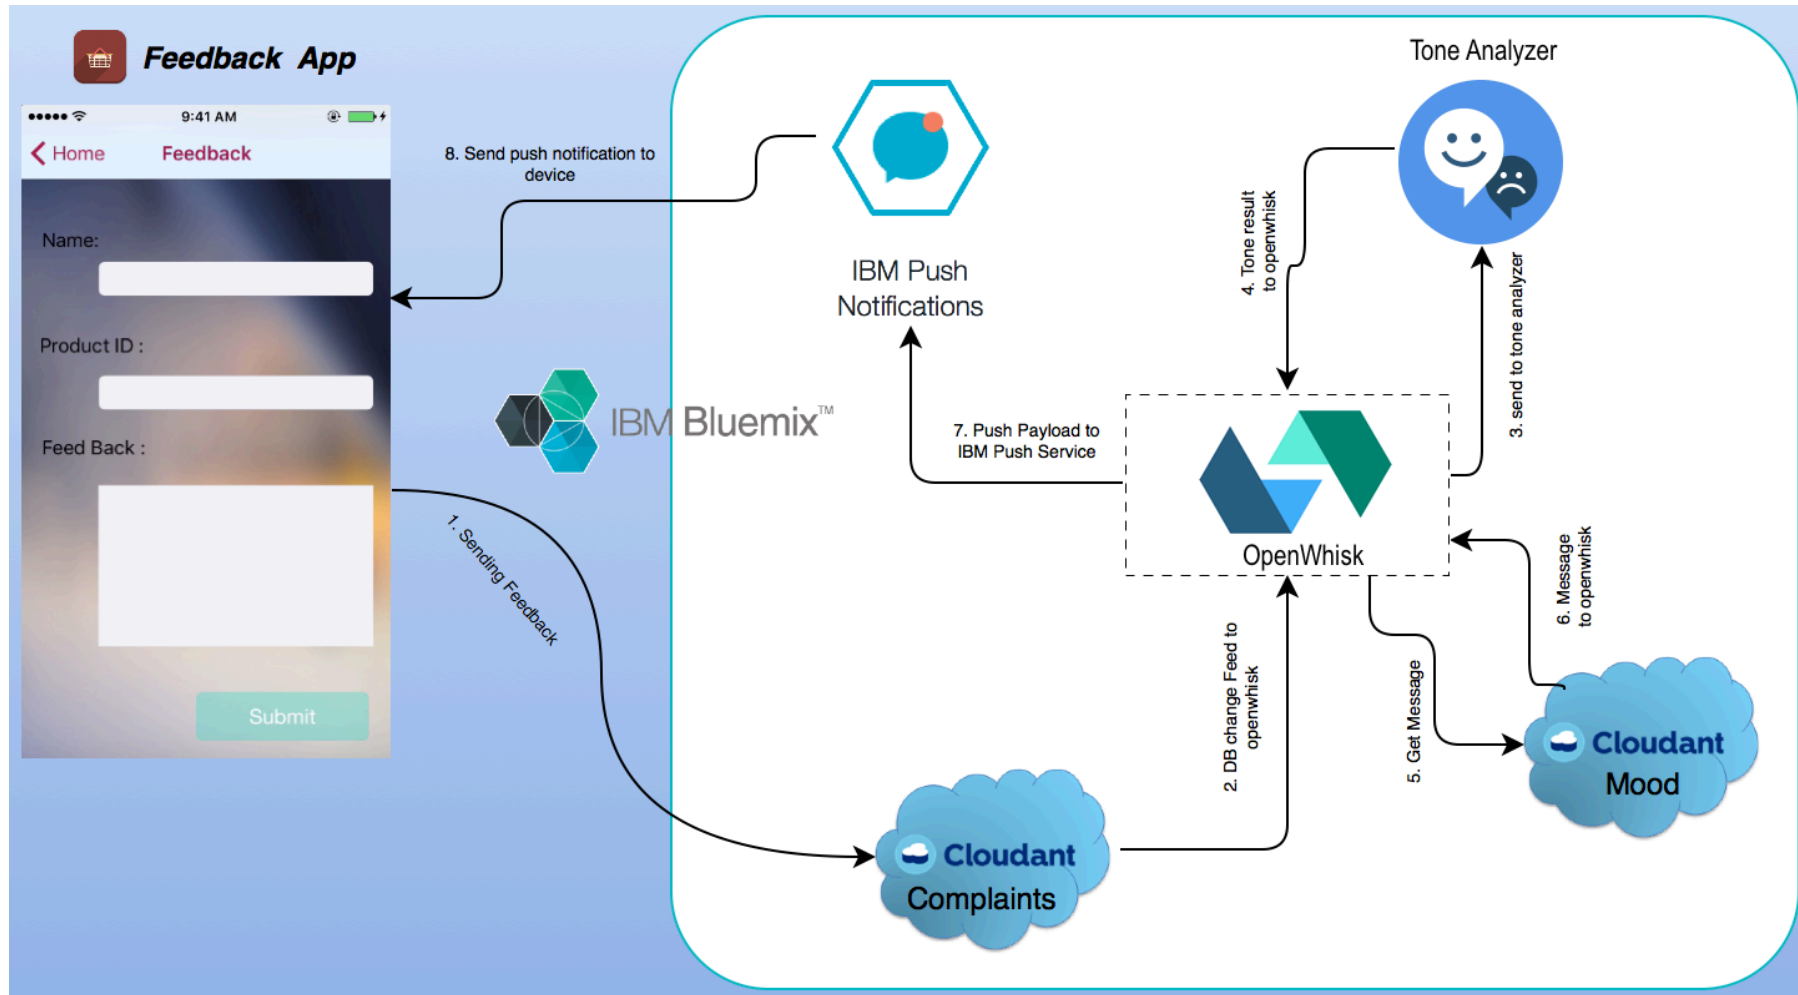 Feedback App
9:41 AM
Home
Feedback
Name:
Product ID :
Feed Back :
Submit
8. Send push notification to
device
IBM Bluemix™
1. Sending Feedback
IBM Push
Notifications
Tone Analyzer
4. Tone result
to openwhisk
3. send to tone analyzer
7. Push Payload to
IBM Push Service
OpenWhisk
6. Message
to openwhisk
2. DB change Feed to
openwhisk
5. Get Message
Cloudant
Mood
Cloudant
Complaints